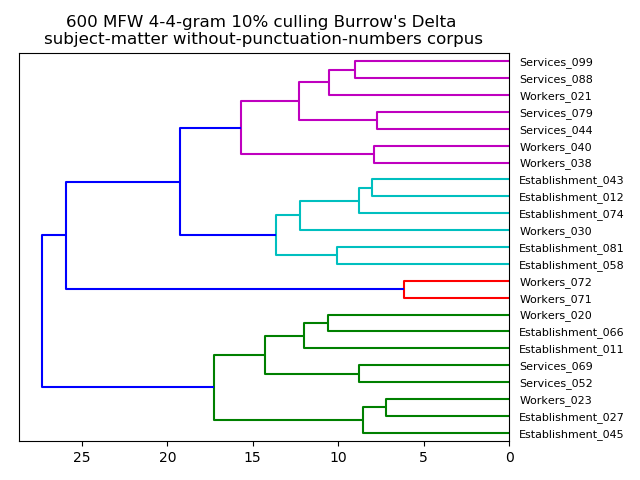 600 MFW 4-4-gram 10% culling Burrow's Delta
subject-matter without-punctuation-numbers corpus
Services_099
Services_088
Workers_021
Services_079
Services_044
Workers_040
Workers_038
Establishment_043
Establishment_012
Establishment_074
Workers_030
Establishment_081
Establishment_058
Workers_072
Workers_071
Workers_020
Establishment_066
Establishment_011
Services_069
Services_052
Workers_023
Establishment_027
Establishment_045
25 20 15 10 5 0